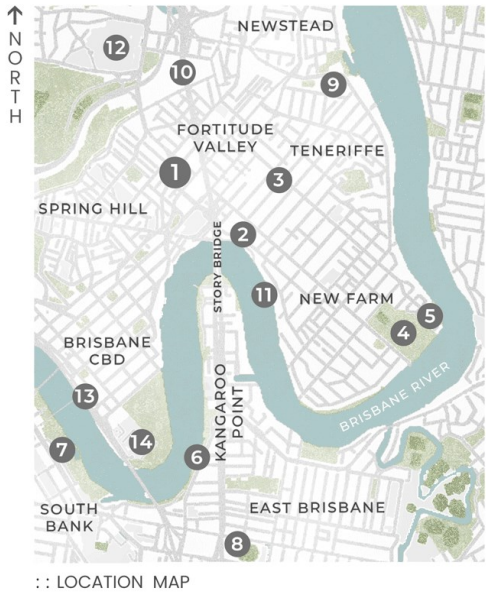 NORTH
NEWSTEAD
12
10
9
FORTITUDE
VALLEY
TENERIFFE
1
3
SPRING HILL
2
STORY BRIDGE
11
NEW FARM
5
4
BRISBANE
CBD
KANGAROO
POINT
BRISBANE RIVER
13
14
7
6
SOUTH
BANK
EAST BRISBANE
8
:: LOCATION MAP